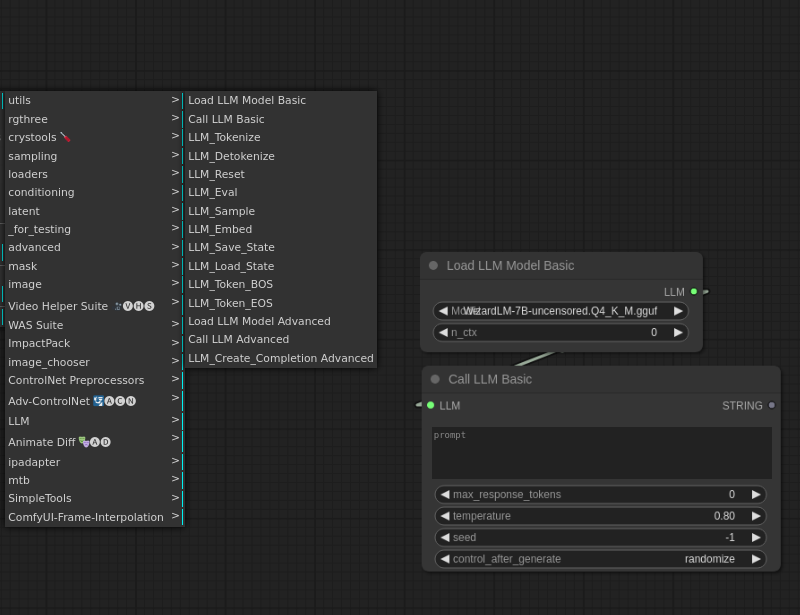 utils >
rgthree >
crystools >
sampling >
loaders >
conditioning >
latent >
_for_testing >
advanced >
mask >
image >
Video Helper Suite VHS >
WAS Suite >
ImpactPack >
image_chooser >
ControlNet Preprocessors >
Adv-ControlNet ACN >
LLM >
Animate Diff AD >
ipadapter >
mtb >
SimpleTools >
ComfyUI-Frame-Interpolation >
Load LLM Model Basic
Call LLM Basic
LLM_Tokenize
LLM_Detokenize
LLM_Reset
LLM_Eval
LLM_Sample
LLM_Embed
LLM_Save_State
LLM_Load_State
LLM_Token_BOS
LLM_Token_EOS
Load LLM Model Advanced
Call LLM Advanced
LLM_Create_Completion Advanced
Load LLM Model Basic
LLM
WizardLM-7B-uncensored.Q4_K_M.gguf
n_ctx 0
Call LLM Basic
LLM STRING
prompt
max_response_tokens 0
temperature 0.80
seed -1
control_after_generate randomize